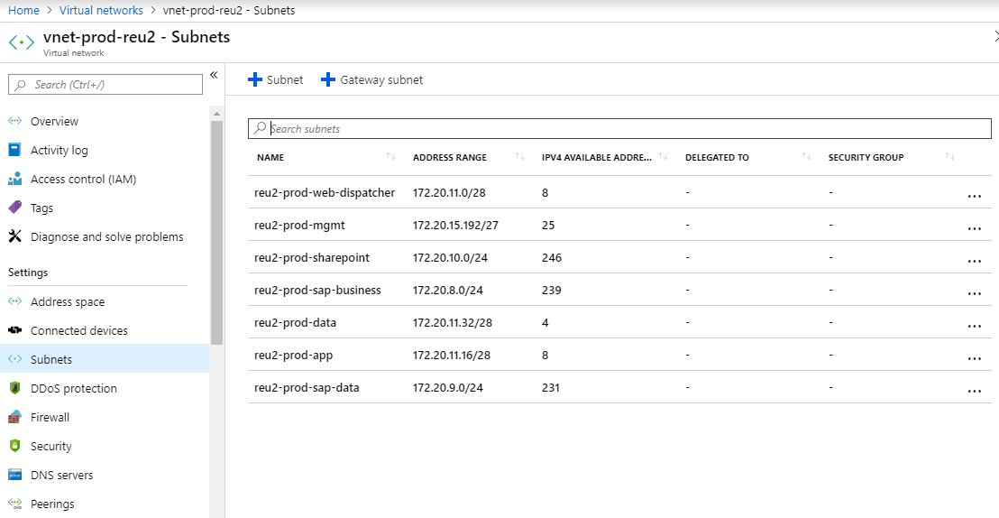 Home > Virtual networks > vnet-prod-reu2 - Subnets
vnet-prod-reu2 - Subnets
Virtual network
Search (Ctrl+/)
Overview
Activity log
Access control (IAM)
Tags
Diagnose and solve problems
Settings
Address space
Connected devices
Subnets
DDoS protection
Firewall
Security
DNS servers
Peerings
Subnet Gateway subnet
Search subnets
NAME ADDRESS RANGE IPV4 AVAILABLE ADDRE... DELEGATED TO SECURITY GROUP
reu2-prod-web-dispatcher 172.20.11.0/28 8 - - ...
reu2-prod-mgmt 172.20.15.192/27 25 - - ...
reu2-prod-sharepoint 172.20.10.0/24 246 - - ...
reu2-prod-sap-business 172.20.8.0/24 239 - - ...
reu2-prod-data 172.20.11.32/28 4 - - ...
reu2-prod-app 172.20.11.16/28 8 - - ...
reu2-prod-sap-data 172.20.9.0/24 231 - - ...